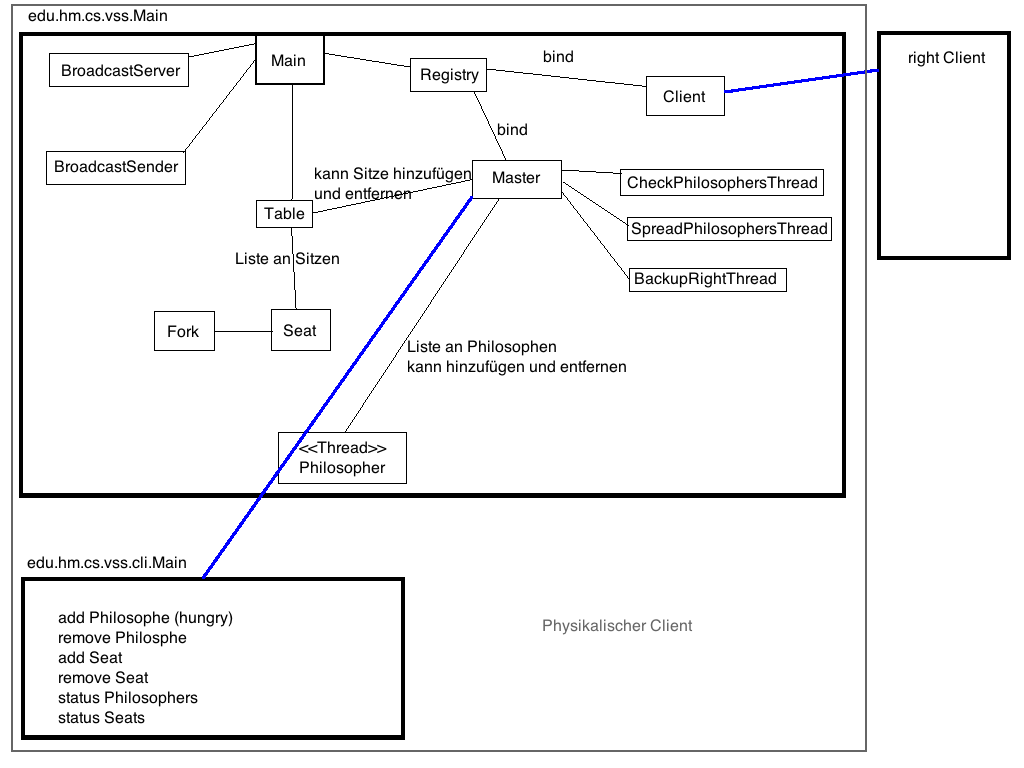 edu.hm.cs.vss.Main
BroadcastServer
Main
Registry
bind
Client
right Client
bind
BroadcastSender
kann Sitze hinzufügen
und entfernen
Master
CheckPhilosophersThread
Table
SpreadPhilosophersThread
Liste an Sitzen
BackupRightThread
Fork
Seat
Liste an Philosophen
kann hinzufügen und entfernen
<<Thread>>
Philosopher
edu.hm.cs.vss.cli.Main
add Philosophe (hungry)
remove Philosphe
add Seat
remove Seat
status Philosophers
status Seats
Physikalischer Client